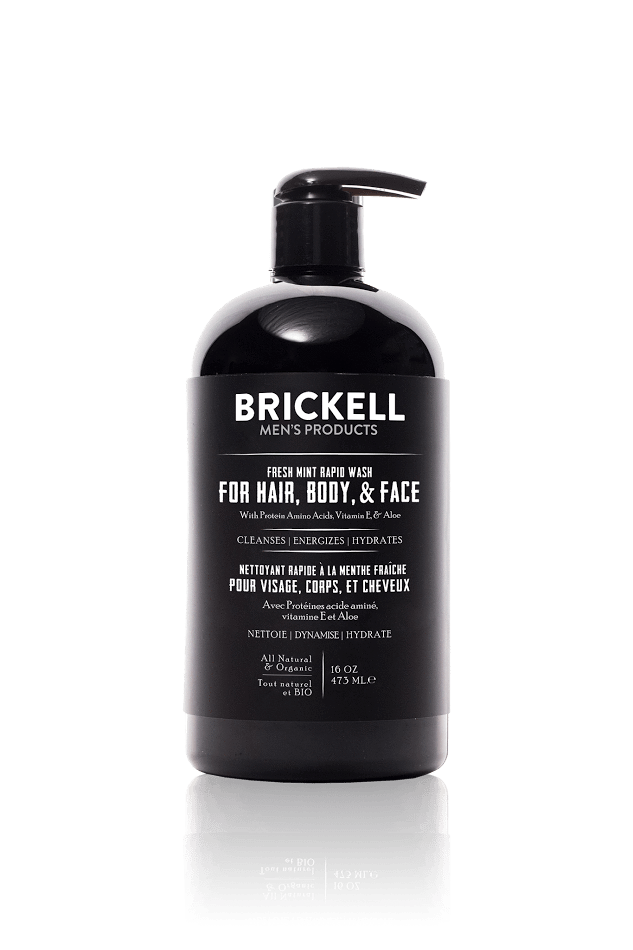 BRICKELL
MEN'S PRODUCTS
FRESH MINT RAPID WASH
FOR HAIR, BODY, & FACE
With Protein Amino Acids, Vitamin E, & Aloe
CLEANSES | ENERGIZES | HYDRATES
NETTOYANT RAPIDE À LA MENTHE FRAÎCHE
POUR VISAGE, CORPS, ET CHEVEUX
Avec Protéines acide aminé,
vitamine E et Aloe
NETTOIE | DYNAMISE | HYDRATE
All Natural
& Organic
Tout naturel
et BIO
16 OZ
473 ML℮